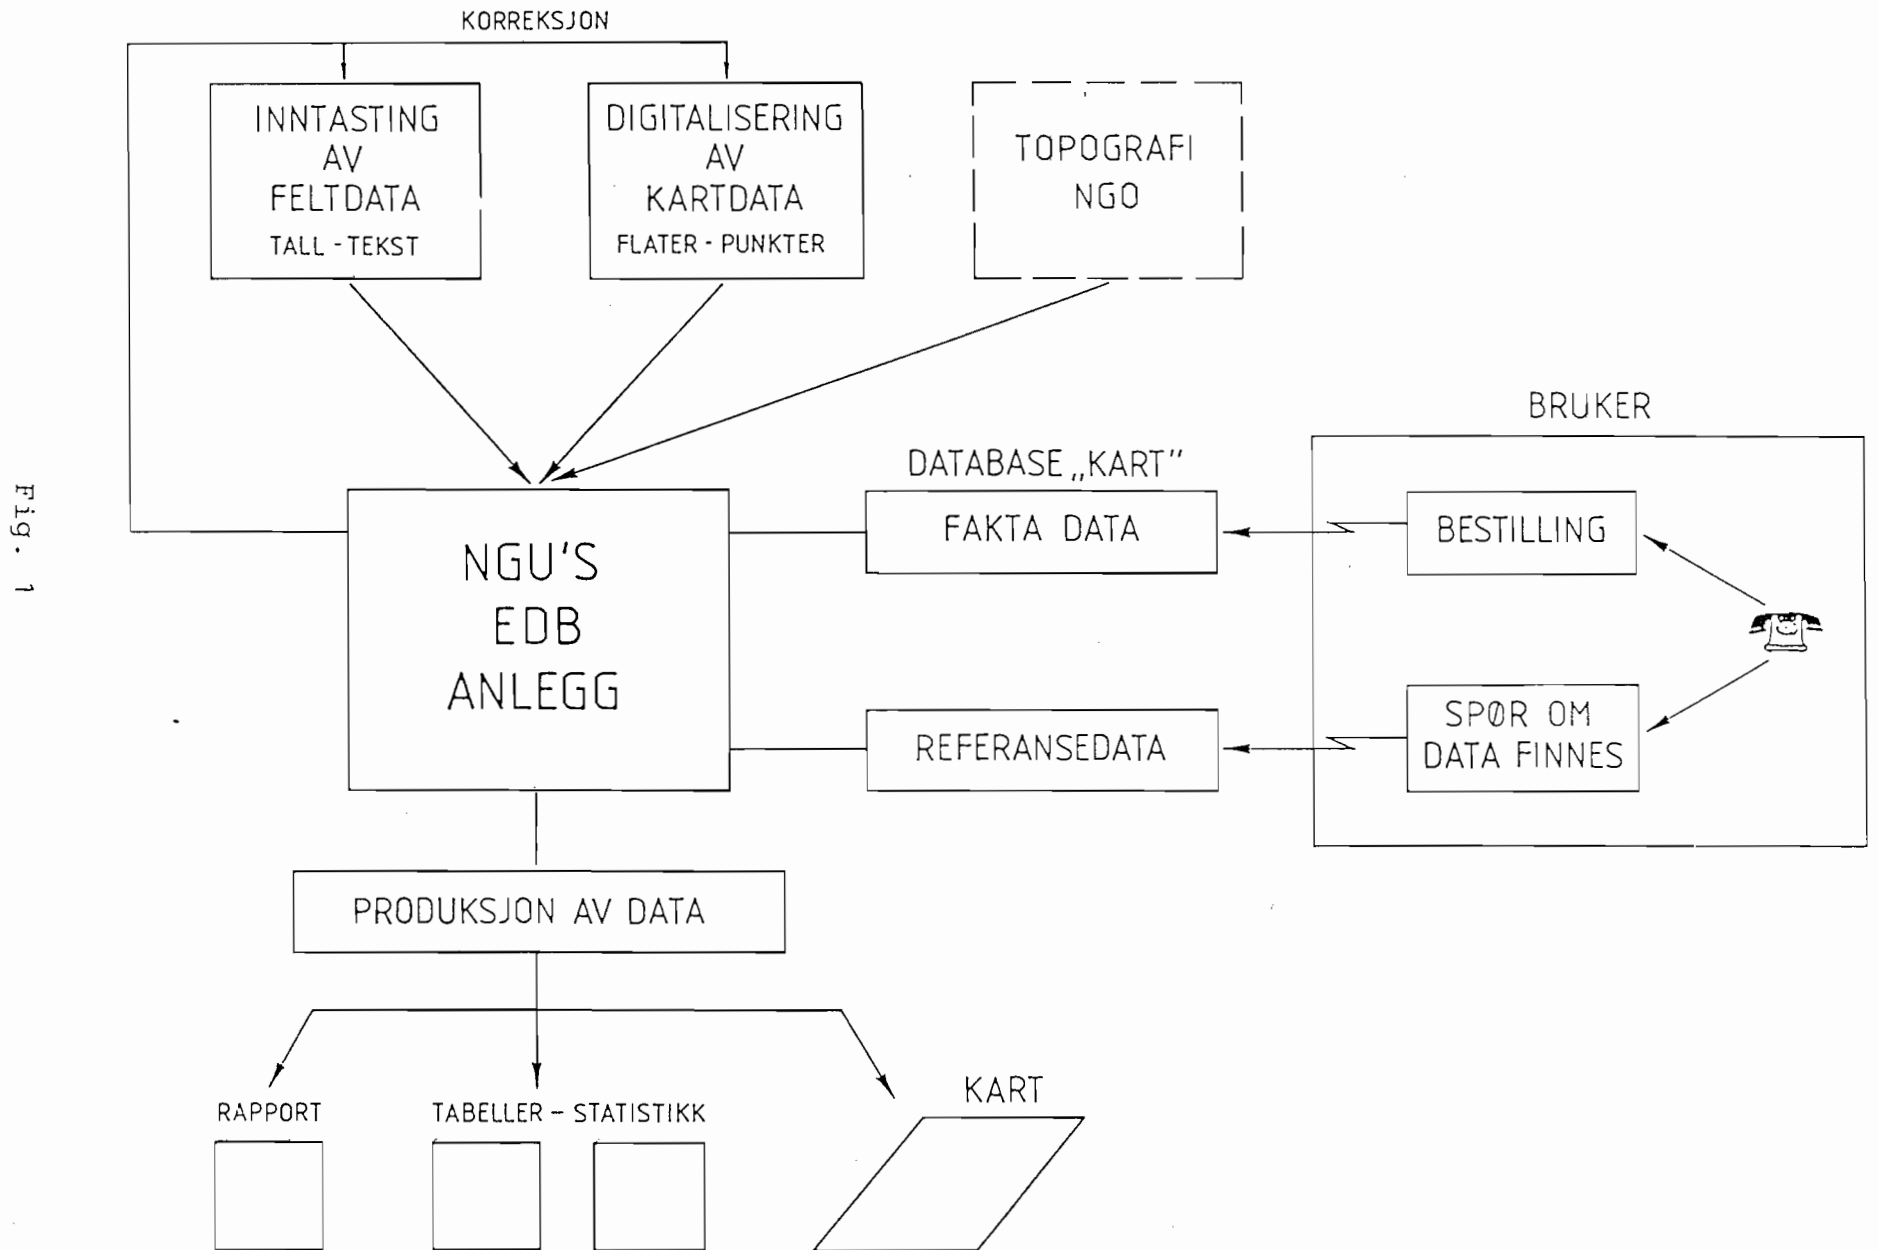 KORREKSJON
INNTASTING
AV
FELTDATA
TALL - TEKST
DIGITALISERING
AV
KARTDATA
FLATER - PUNKTER
TOPOGRAFI
NGO
BRUKER
DATABASE „KART"
FAKTA DATA
BESTILLING
NGU'S
EDB
ANLEGG
REFERANSEDATA
SPØR OM
DATA FINNES
PRODUKSJON AV DATA
RAPPORT
TABELLER - STATISTIKK
KART
Fig. 1